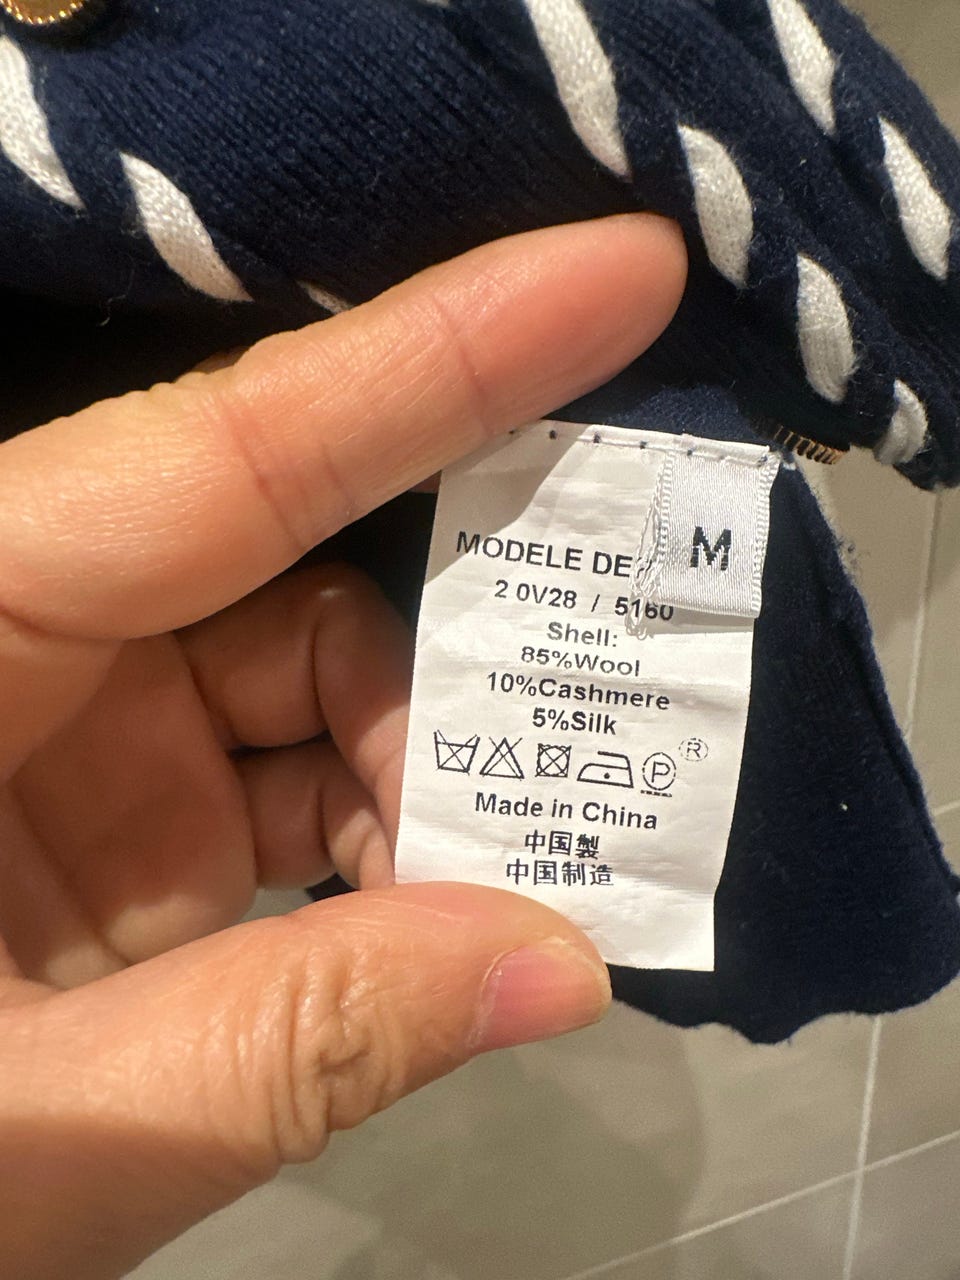 MODELE DE
M
2 0V28 / 5160
Shell:
85%Wool
10%Cashmere
5%Silk
P ®
Made in China
中国製
中国制造